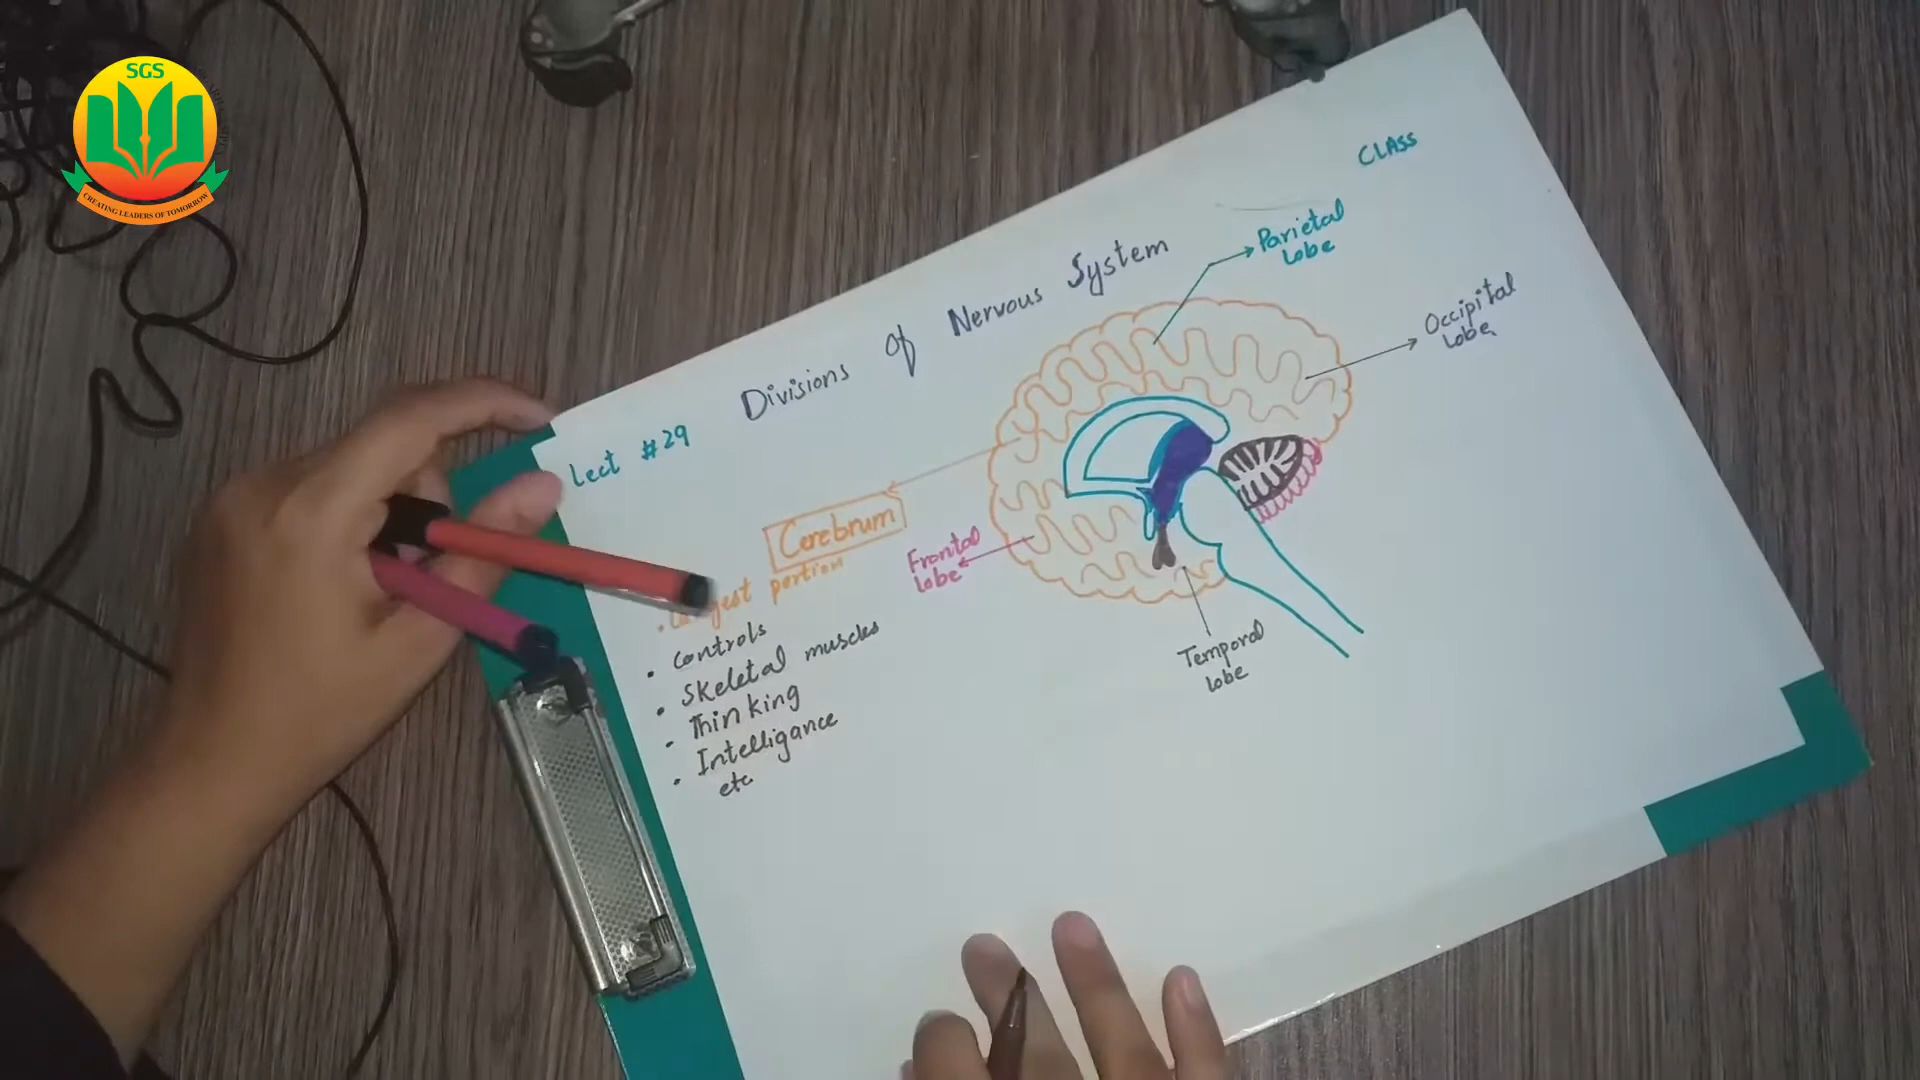 SGS
CREATING LEADERS OF TOMORROW
CLASS
Lect #29
Divisions of Nervous System
Parietal
lobe
Occipital
lobe
Cerebrum
Frontal
lobe
portion
• controls
• Skeletal muscles
• Thinking
• Intelligance
etc
Temporal
lobe